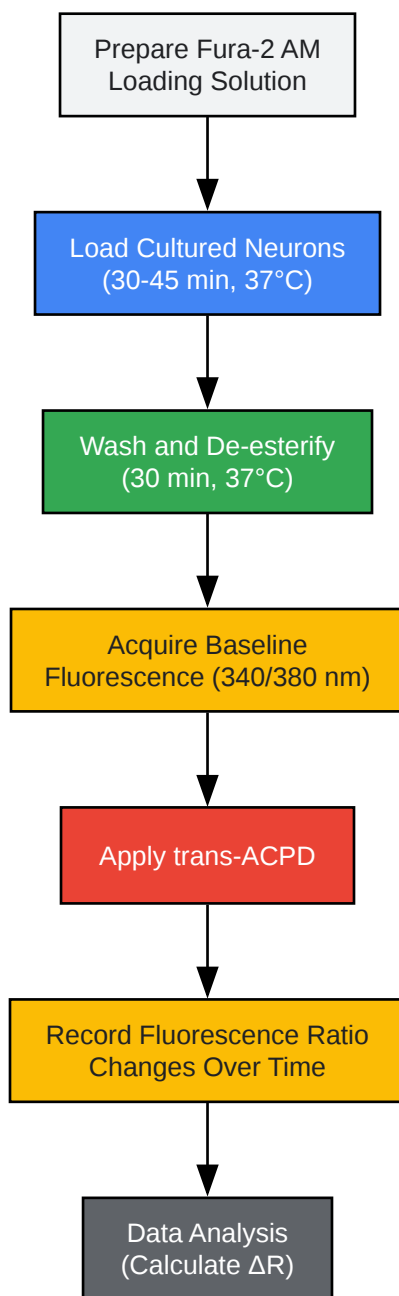 Prepare Fura-2 AM
Loading Solution
Load Cultured Neurons
(30-45 min, 37°C)
Wash and De-esterify
(30 min, 37°C)
Acquire Baseline
Fluorescence (340/380 nm)
Apply trans-ACPD
Record Fluorescence Ratio
Changes Over Time
Data Analysis
(Calculate ΔR)